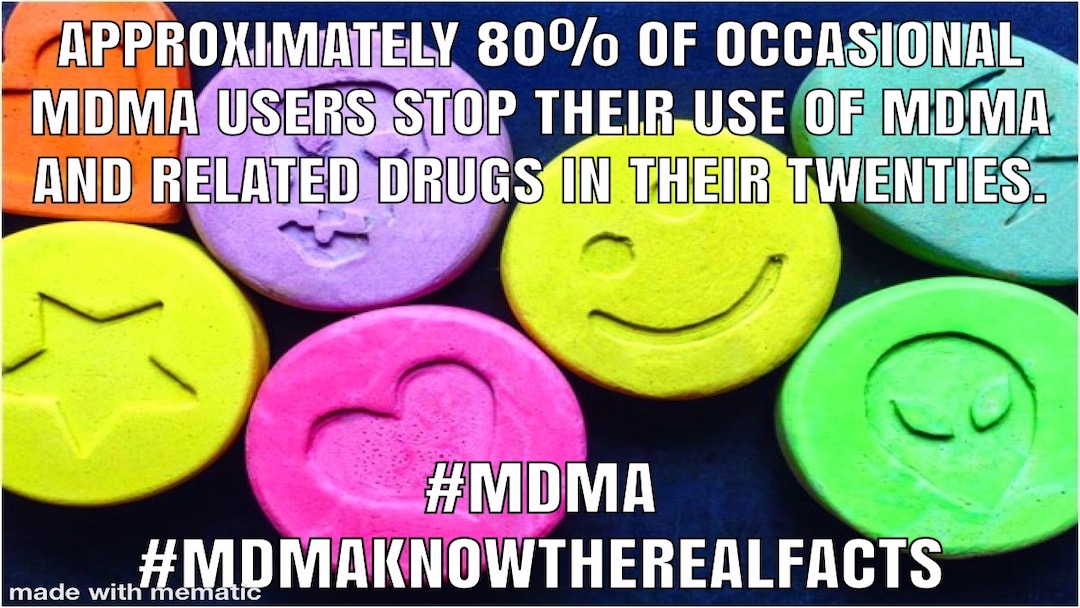 APPROXIMATELY 80% OF OCCASIONAL
MDMA USERS STOP THEIR USE OF MDMA
AND RELATED DRUGS IN THEIR TWENTIES.
#MDMA
#MDMAKNOWTHEREALFACTS
made with mematic